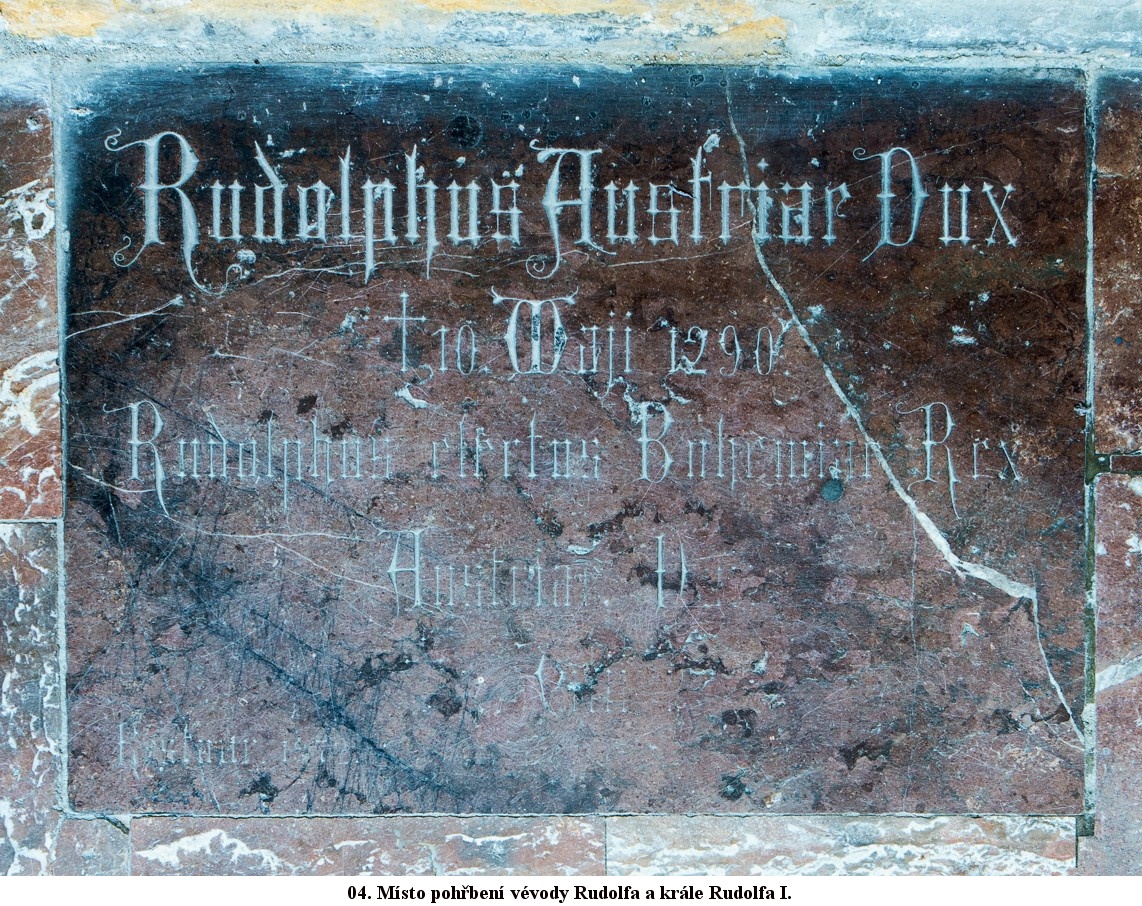 Rudolphus Austriae Dux
† 10. Maji 1290.
Rudolphus electus Bohemiae Rex
Austriae
04. Místo pohřbení vévody Rudolfa a krále Rudolfa I.